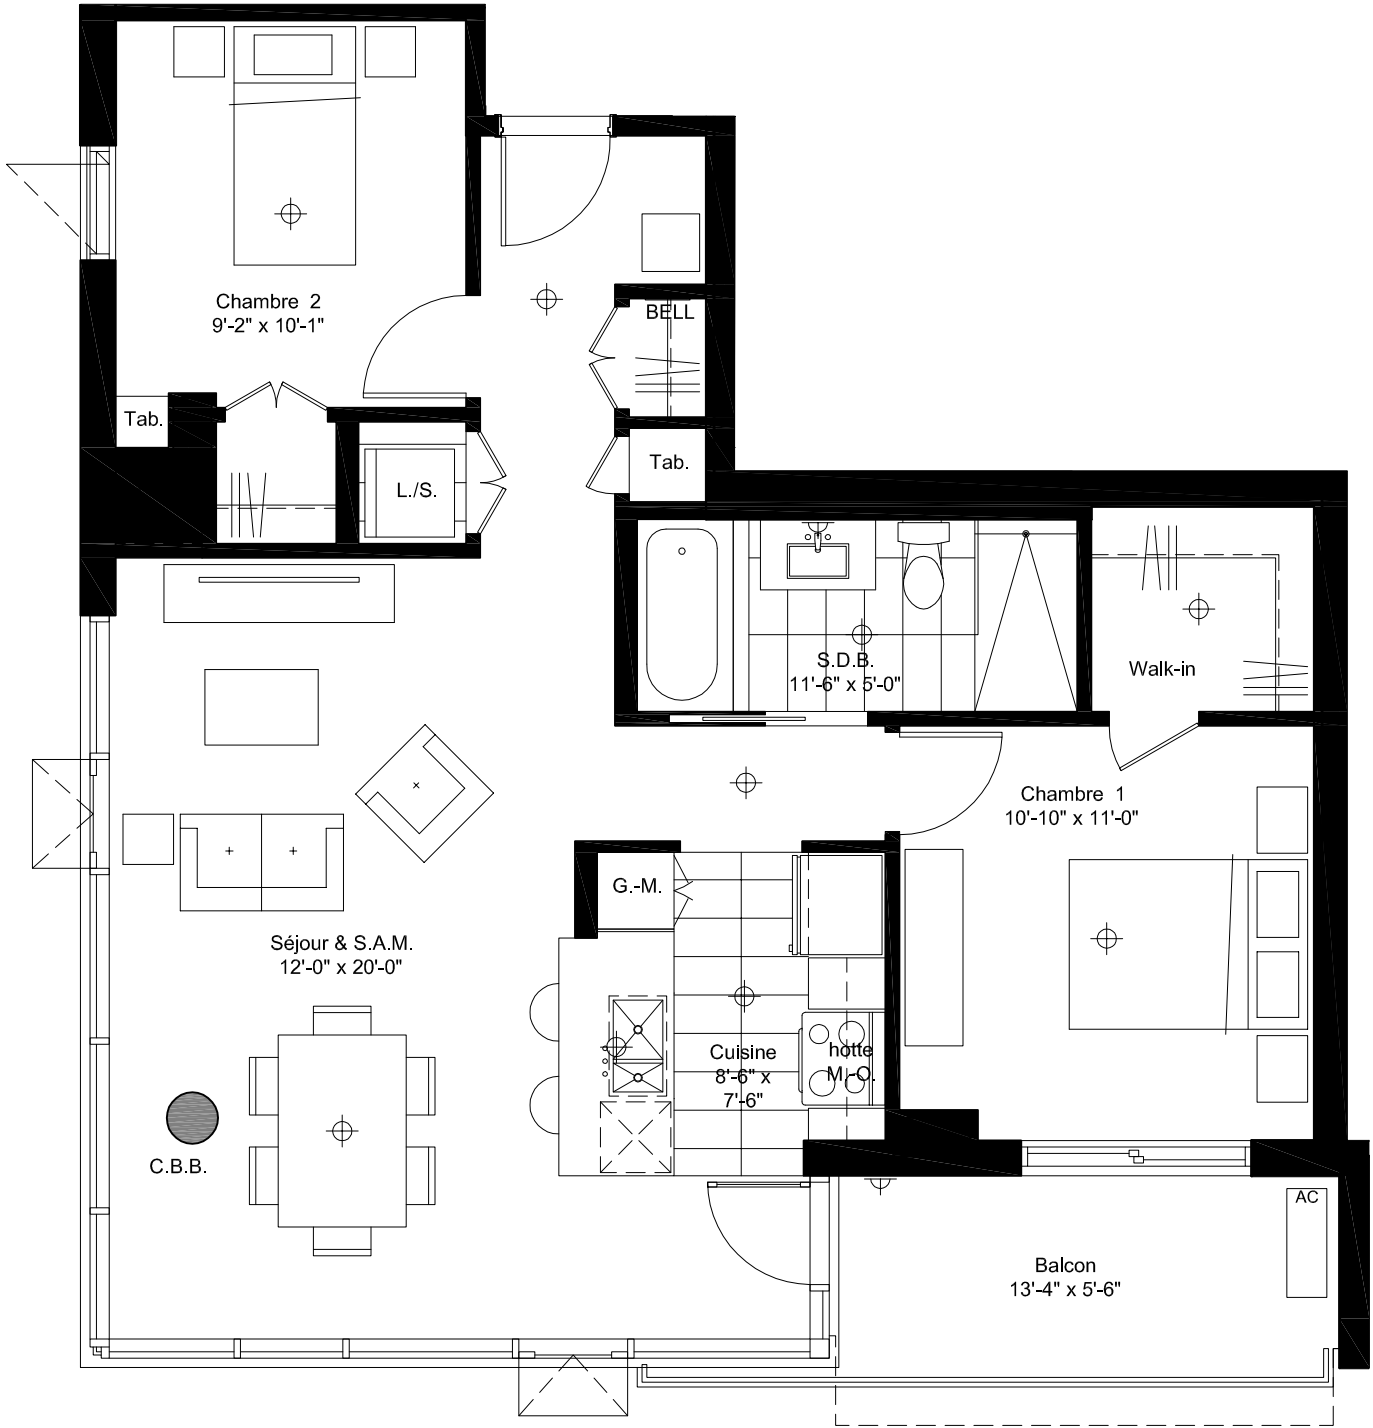 Chambre 2
9'-2" x 10'-1"
BELL
Tab.
Tab.
L./S.
S.D.B.
11'-6" x 5'-0"
Walk-in
Chambre 1
10'-10" x 11'-0"
G.-M.
Séjour & S.A.M.
12'-0" x 20'-0"
Cuisine
8'-6" x
7'-6"
hotte
M.-O.
C.B.B.
AC
Balcon
13'-4" x 5'-6"